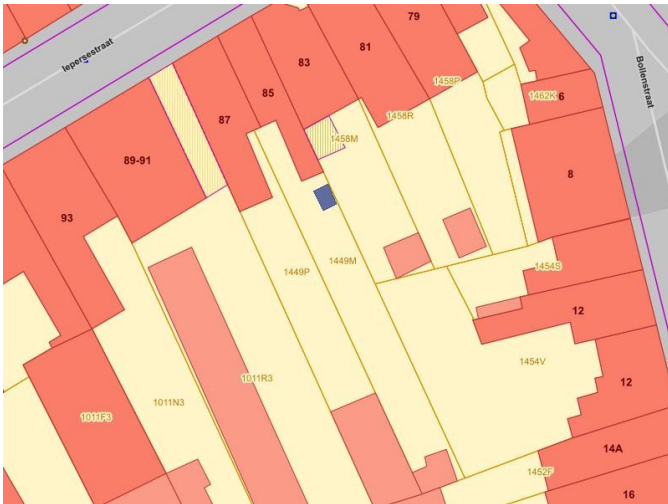 79
Ieperstraat
83
81
Bollenstraat
85
1458P
1462K
6
87
1458R
1458M
89-91
8
93
1449P
1449M
1454S
12
1454V
1011R3
12
1011N3
1011F3
14A
1452F
16